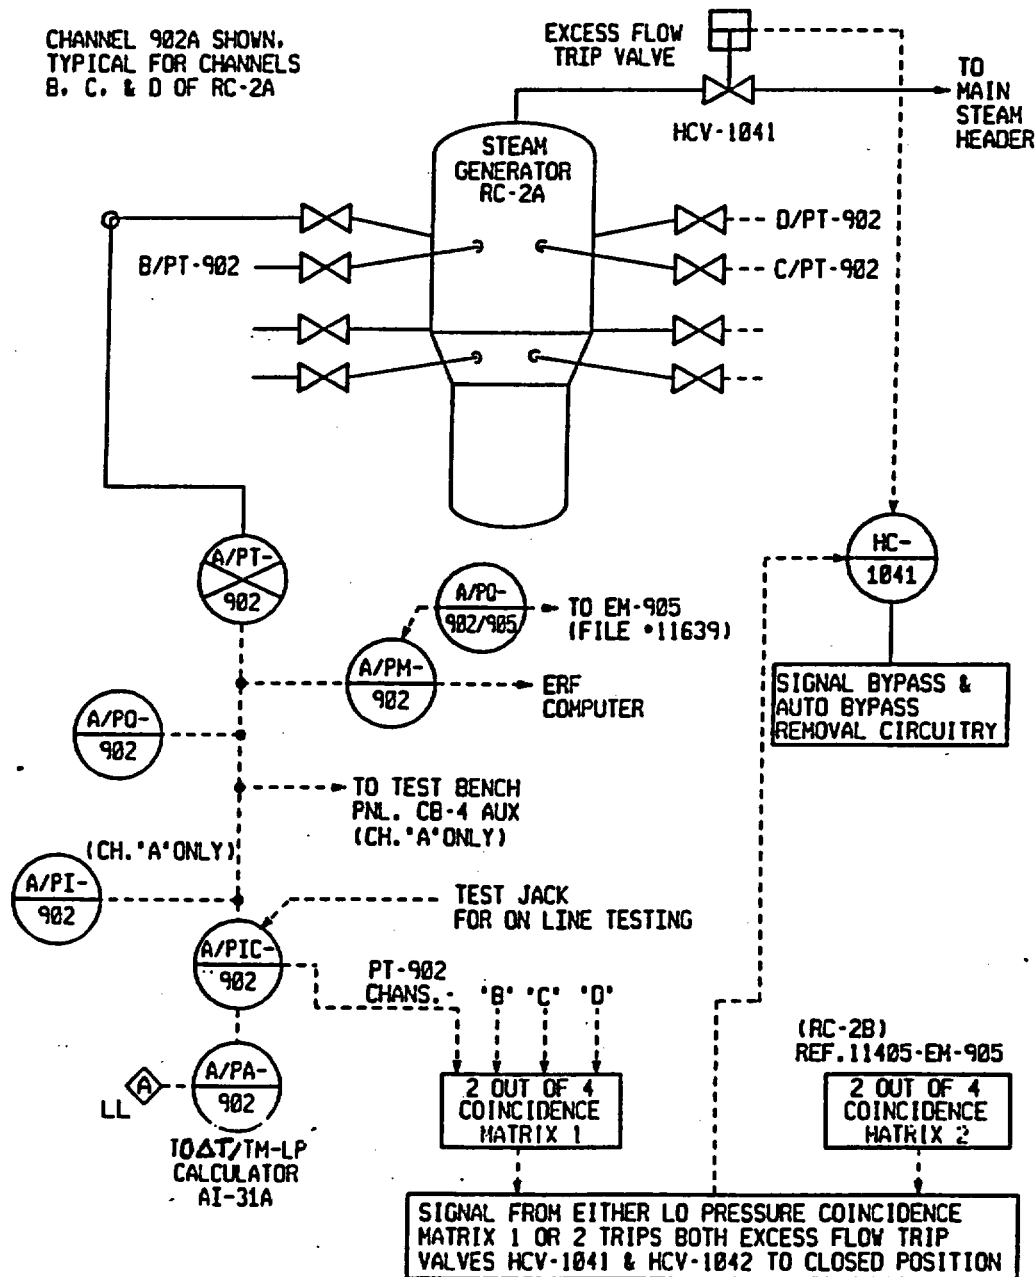 CHANNEL 902A SHOWN.
TYPICAL FOR CHANNELS
B, C, & D OF RC-2A
EXCESS FLOW
TRIP VALVE
HCV-1041
TO
MAIN
STEAM
HEADER
STEAM
GENERATOR
RC-2A
B/PT-902
D/PT-902
C/PT-902
A/PT-
902
A/PQ-
902/905
TO EM-905
(FILE *11639)
A/PM-
902
ERF
COMPUTER
HC-
1041
SIGNAL BYPASS &
AUTO BYPASS
REMOVAL CIRCUITRY
A/PQ-
902
TO TEST BENCH
PNL. CB-4 AUX
(CH."A"ONLY)
(CH."A"ONLY)
A/PI-
902
TEST JACK
FOR ON LINE TESTING
A/PIC-
902
PT-902
CHANS.-
"B" "C" "D"
(RC-2B)
REF.11405-EM-905
A/PA-
902
A
LL
TOΔT/TM-LP
CALCULATOR
AI-31A
2 OUT OF 4
COINCIDENCE
MATRIX 1
2 OUT OF 4
COINCIDENCE
MATRIX 2
SIGNAL FROM EITHER LO PRESSURE COINCIDENCE
MATRIX 1 OR 2 TRIPS BOTH EXCESS FLOW TRIP
VALVES HCV-1041 & HCV-1042 TO CLOSED POSITION